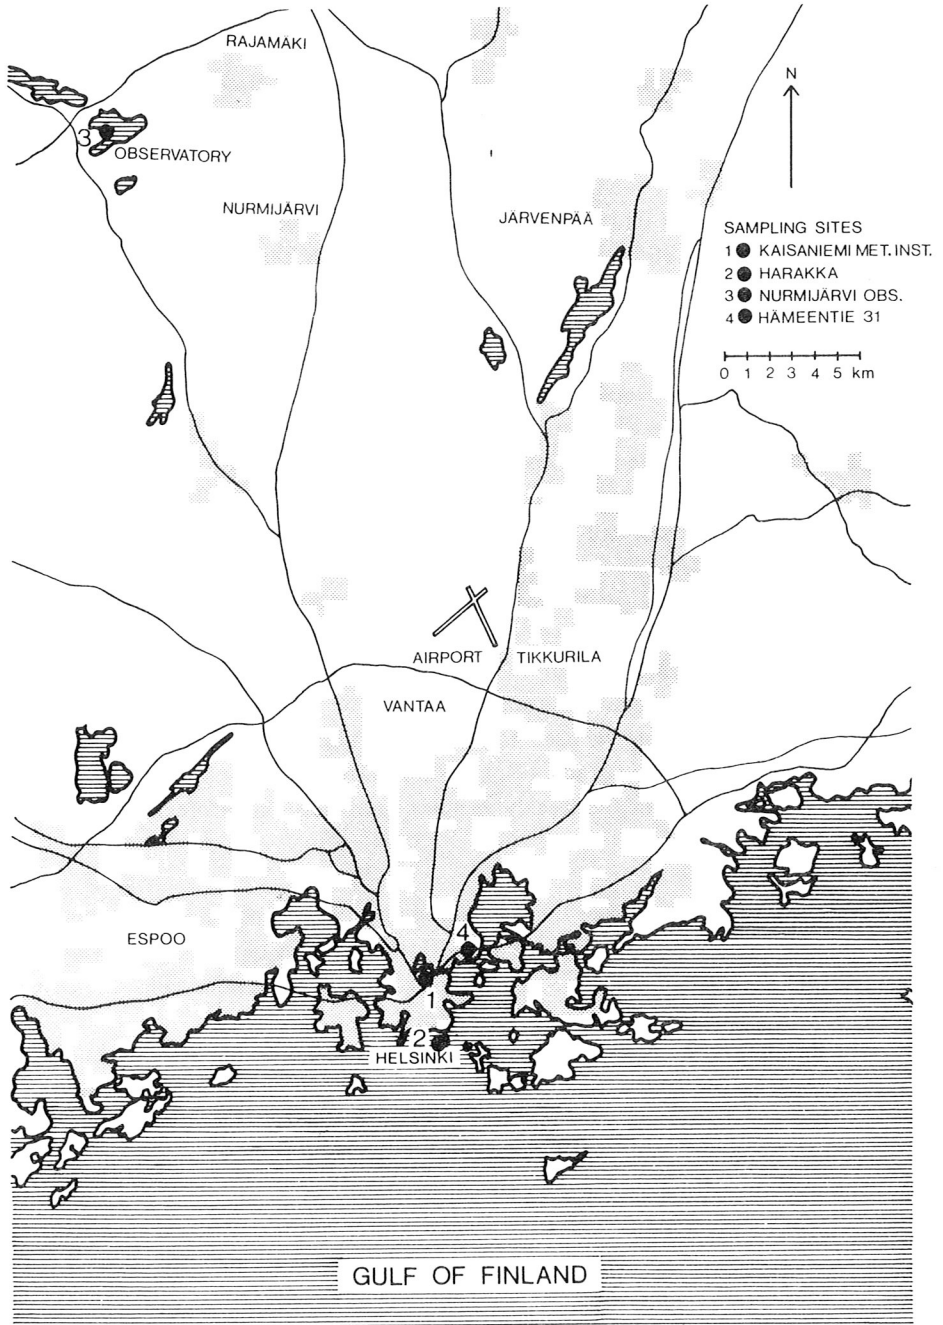 RAJAMÄKI
N
3
OBSERVATORY
NURMIJÄRVI
JÄRVENPÄÄ
SAMPLING SITES
1 ● KAISANIEMI MET. INST.
2 ● HARAKKA
3 ● NURMIJÄRVI OBS.
4 ● HÄMEENTIE 31
0 1 2 3 4 5 km
AIRPORT
TIKKURILA
VANTAA
ESPOO
4
1
2
HELSINKI
GULF OF FINLAND